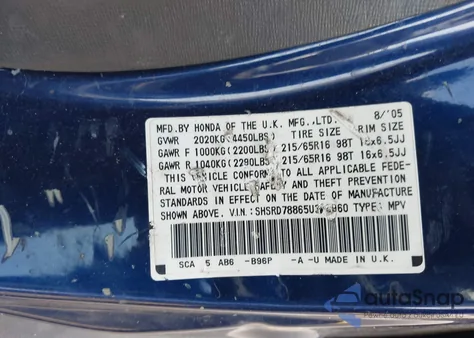 MFD.BY HONDA OF THE U.K. MFG.,LTD. 8/'05
GVWR 2020KG(4450LBS) TIRE SIZE RIM SIZE
GAWR F 1000KG(2200LBS) 215/65R16 98T 16x6.5JJ
GAWR R 1040KG(2290LBS) 215/65R16 98T 16x6.5JJ
THIS VEHICLE CONFORMS TO ALL APPLICABLE FEDE-
RAL MOTOR VEHICLE SAFETY AND THEFT PREVENTION
STANDARDS IN EFFECT ON THE DATE OF MANUFACTURE
SHOWN ABOVE. V.I.N.: TYPE: MPV
SCA 5 AB6 -B96P -A -U MADE IN U.K.
autoSnap